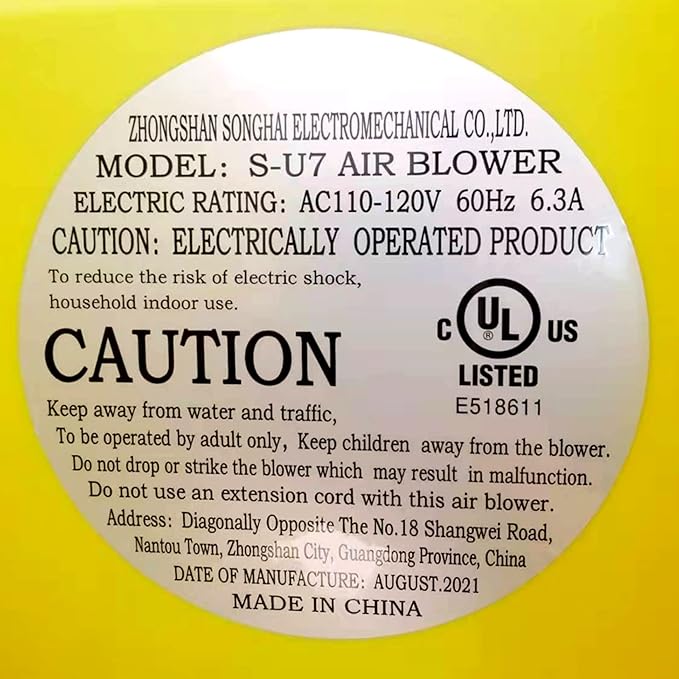 ZHONGSHAN SONGHAI ELECTROMECHANICAL CO.,LTD.
MODEL: S-U7 AIR BLOWER
ELECTRIC RATING: AC110-120V 60Hz 6.3A
CAUTION: ELECTRICALLY OPERATED PRODUCT
To reduce the risk of electric shock,
household indoor use.
C UL ® US
LISTED
E518611
CAUTION
Keep away from water and traffic,
To be operated by adult only, Keep children away from the blower.
Do not drop or strike the blower which may result in malfunction.
Do not use an extension cord with this air blower.
Address: Diagonally Opposite The No.18 Shangwei Road,
Nantou Town, Zhongshan City, Guangdong Province, China
DATE OF MANUFACTURE: AUGUST.2021
MADE IN CHINA